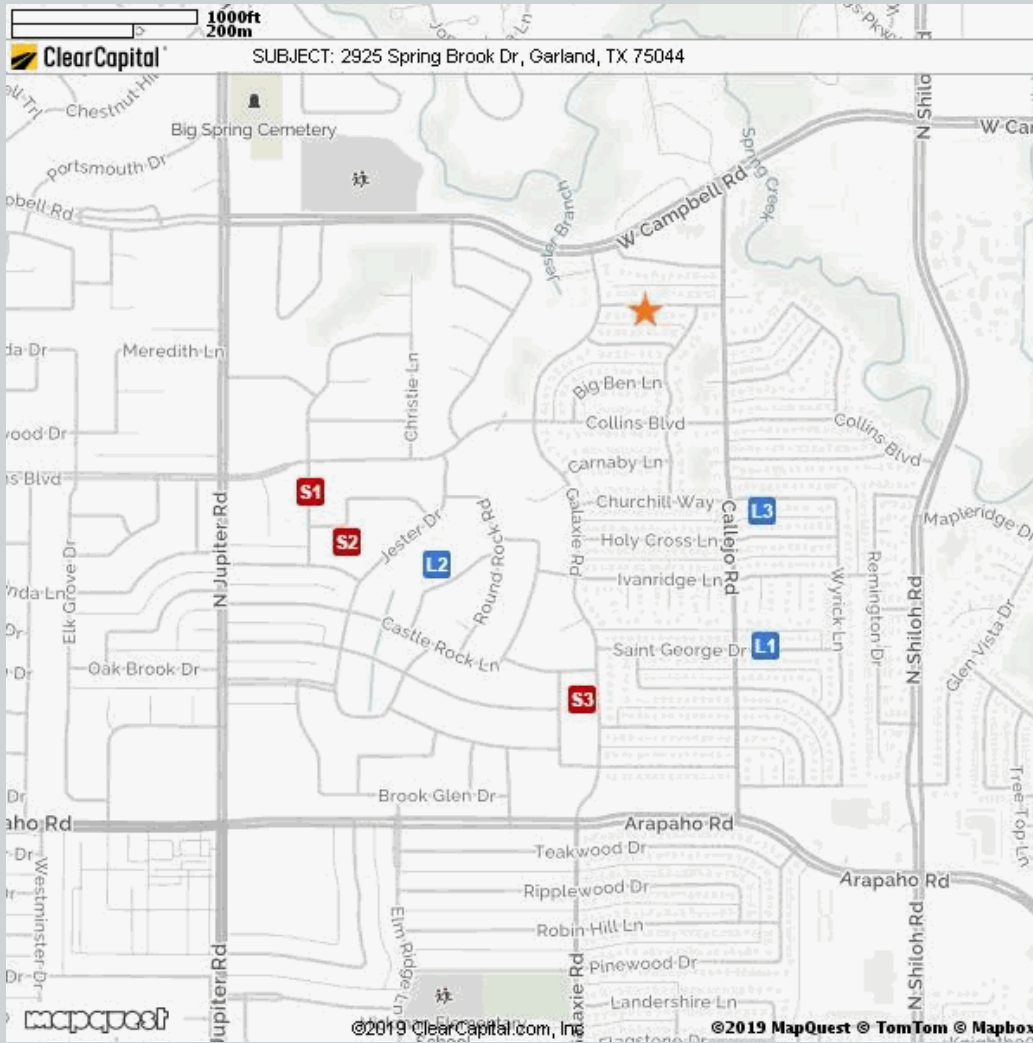 1000ft
200m
ClearCapital
SUBJECT: 2925 Spring Brook Dr, Garland, TX 75044
Big Spring Cemetery
Portsmouth Dr
W Campbell Rd
Spring Creek
Jester Branch
N Shiloh Rd
Meredith Ln
Christie Ln
Big Ben Ln
Collins Blvd
Collins Blvd
Carnaby Ln
S1
S2
Jester Dr
L2
Round Rock Rd
Galaxie Rd
Churchill Way
L3
Callejo Rd
Holy Cross Ln
Ivanridge Ln
Mapleridge Dr
N Jupiter Rd
Elk Grove Dr
Wyrick Ln
Remington Dr
N Shiloh Rd
Castle Rock Ln
Saint George Dr
L1
Glen Vista Dr
Oak Brook Dr
S3
Brook Glen Dr
Tree Top Ln
Arapaho Rd
Teakwood Dr
Arapaho Rd
Ripplewood Dr
Westminster Dr
Elm Ridge Ln
Robin Hill Ln
Pinewood Dr
Landershire Ln
N Shiloh Rd
mapquest
©2019 ClearCapital.com, Inc
©2019 MapQuest © TomTom © Mapbox